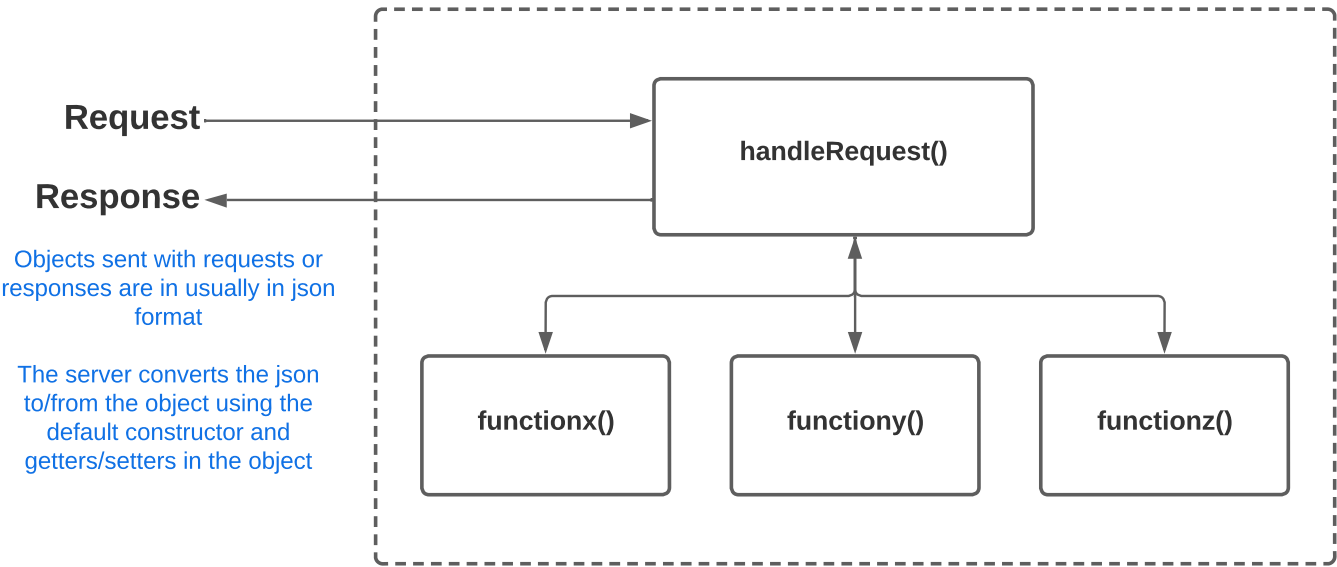 Request
handleRequest()
Response
Objects sent with requests or
responses are in usually in json
format
The server converts the json
to/from the object using the
default constructor and
getters/setters in the object
functionx()
functiony()
functionz()